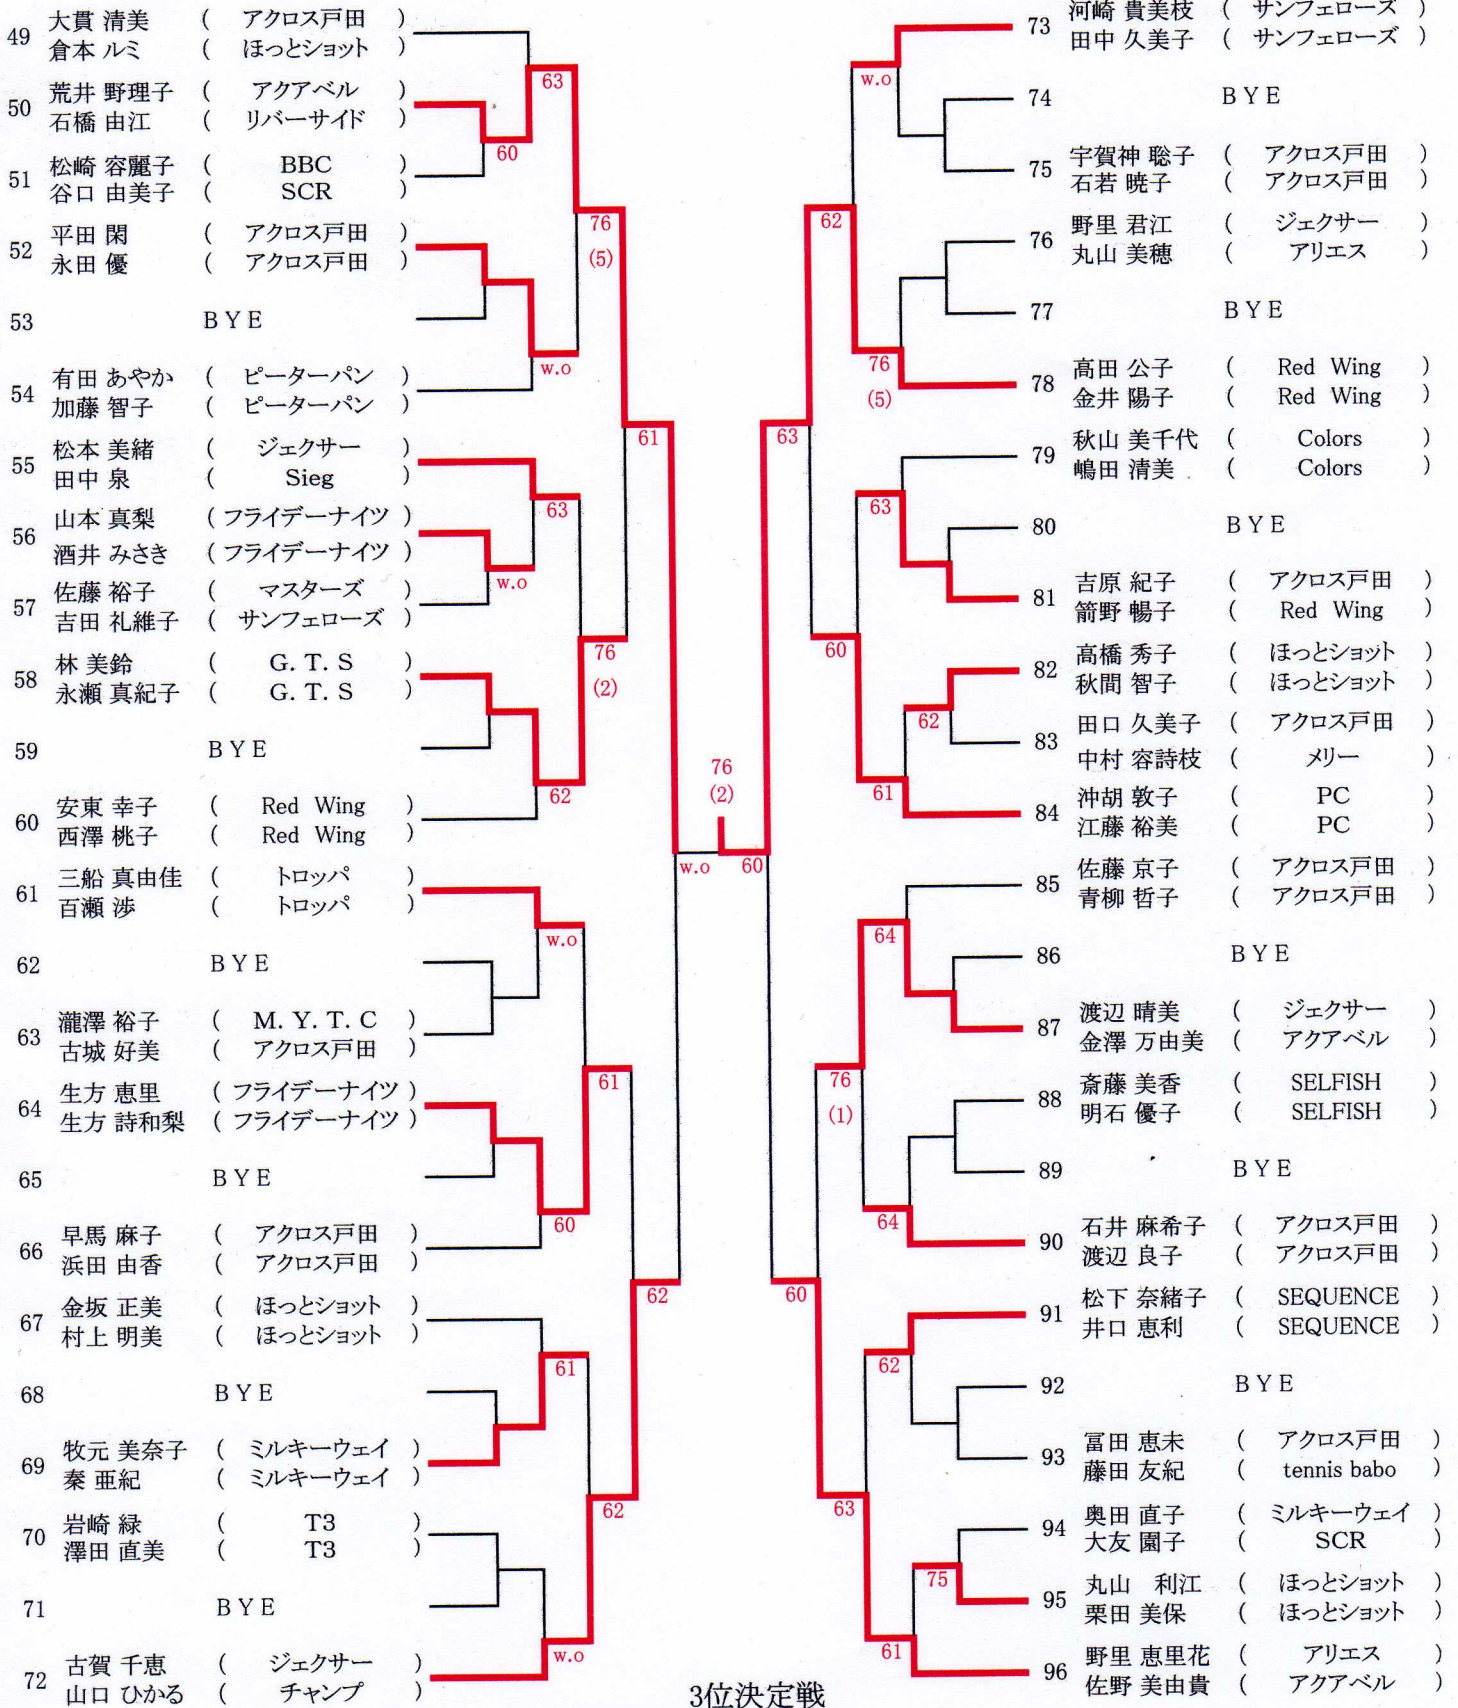 49 大貫 清美 ( アクロス戸田 )
倉本 ルミ ( ほっとショット )
50 荒井 野理子 ( アクアベル )
石橋 由江 ( リバーサイド )
51 松崎 容麗子 ( BBC )
谷口 由美子 ( SCR )
52 平田 閑 ( アクロス戸田 )
永田 優 ( アクロス戸田 )
53 BYE
54 有田 あやか ( ピーターパン )
加藤 智子 ( ピーターパン )
55 松本 美緒 ( ジェクサー )
田中 泉 ( Sieg )
56 山本 真梨 ( フライデーナイツ )
酒井 みさき ( フライデーナイツ )
57 佐藤 裕子 ( マスターズ )
吉田 礼維子 ( サンフェローズ )
58 林 美鈴 ( G. T. S )
永瀬 真紀子 ( G. T. S )
59 BYE
60 安東 幸子 ( Red Wing )
西澤 桃子 ( Red Wing )
61 三船 真由佳 ( トロッパ )
百瀬 渉 ( トロッパ )
62 BYE
63 瀧澤 裕子 ( M. Y. T. C )
古城 好美 ( アクロス戸田 )
64 生方 恵里 ( フライデーナイツ )
生方 詩和梨 ( フライデーナイツ )
65 BYE
66 早馬 麻子 ( アクロス戸田 )
浜田 由香 ( アクロス戸田 )
67 金坂 正美 ( ほっとショット )
村上 明美 ( ほっとショット )
68 BYE
69 牧元 美奈子 ( ミルキーウェイ )
秦 亜紀 ( ミルキーウェイ )
70 岩崎 緑 ( T3 )
澤田 直美 ( T3 )
71 BYE
72 古賀 千恵 ( ジェクサー )
山口 ひかる ( チャンプ )
63
60
76
(5)
w.o
61
63
w.o
76
(2)
62
w.o
61
60
62
61
62
w.o
76
(2)
w.o 60
w.o
62
76
(5)
63
63
60
62
61
64
76
(1)
64
60
62
63
75
61
73 河崎 貴美枝 ( サンフェローズ )
田中 久美子 ( サンフェローズ )
74 BYE
75 宇賀神 聡子 ( アクロス戸田 )
石若 暁子 ( アクロス戸田 )
76 野里 君江 ( ジェクサー )
丸山 美穂 ( アリエス )
77 BYE
78 高田 公子 ( Red Wing )
金井 陽子 ( Red Wing )
79 秋山 美千代 ( Colors )
嶋田 清美 ( Colors )
80 BYE
81 吉原 紀子 ( アクロス戸田 )
箭野 暢子 ( Red Wing )
82 高橋 秀子 ( ほっとショット )
秋間 智子 ( ほっとショット )
83 田口 久美子 ( アクロス戸田 )
中村 容詩枝 ( メリー )
84 沖胡 敦子 ( PC )
江藤 裕美 ( PC )
85 佐藤 京子 ( アクロス戸田 )
青柳 哲子 ( アクロス戸田 )
86 BYE
87 渡辺 晴美 ( ジェクサー )
金澤 万由美 ( アクアベル )
88 斎藤 美香 ( SELFISH )
明石 優子 ( SELFISH )
89 BYE
90 石井 麻希子 ( アクロス戸田 )
渡辺 良子 ( アクロス戸田 )
91 松下 奈緒子 ( SEQUENCE )
井口 恵利 ( SEQUENCE )
92 BYE
93 冨田 恵未 ( アクロス戸田 )
藤田 友紀 ( tennis babo )
94 奥田 直子 ( ミルキーウェイ )
大友 園子 ( SCR )
95 丸山 利江 ( ほっとショット )
栗田 美保 ( ほっとショット )
96 野里 恵里花 ( アリエス )
佐野 美由貴 ( アクアベル )
3位決定戦